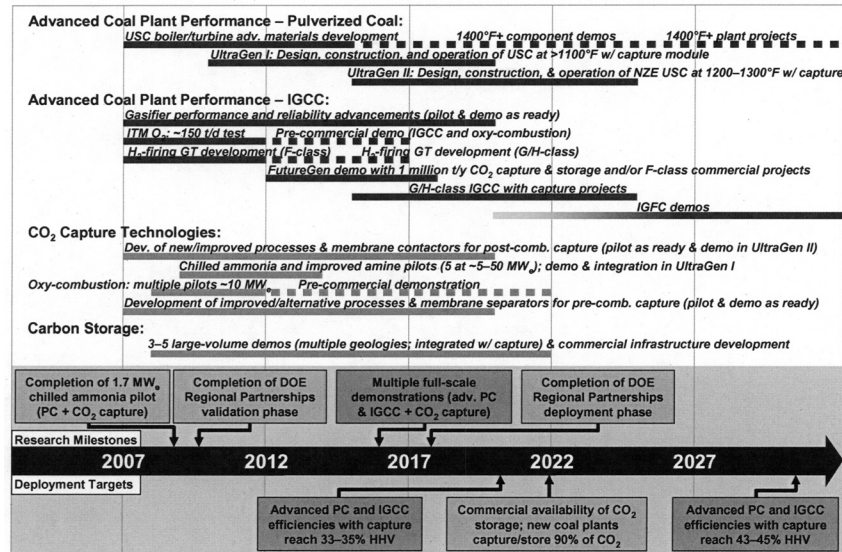 Advanced Coal Plant Performance – Pulverized Coal:
USC boiler/turbine adv. materials development 1400°F+ component demos 1400°F+ plant projects
UltraGen I: Design, construction, and operation of USC at >1100°F w/ capture module
UltraGen II: Design, construction, & operation of NZE USC at 1200–1300°F w/ capture
Advanced Coal Plant Performance – IGCC:
Gasifier performance and reliability advancements (pilot & demo as ready)
ITM O₂: ~150 t/d test Pre-commercial demo (IGCC and oxy-combustion)
H₂-firing GT development (F-class) H₂-firing GT development (G/H-class)
FutureGen demo with 1 million t/y CO₂ capture & storage and/or F-class commercial projects
G/H-class IGCC with capture projects
IGFC demos
CO₂ Capture Technologies:
Dev. of new/improved processes & membrane contactors for post-comb. capture (pilot as ready & demo in UltraGen II)
Chilled ammonia and improved amine pilots (5 at ~5–50 MWₑ); demo & integration in UltraGen I
Oxy-combustion: multiple pilots ~10 MWₑ Pre-commercial demonstration
Development of improved/alternative processes & membrane separators for pre-comb. capture (pilot & demo as ready)
Carbon Storage:
3–5 large-volume demos (multiple geologies; integrated w/ capture) & commercial infrastructure development
Completion of 1.7 MWₑ
chilled ammonia pilot
(PC + CO₂ capture)
Completion of DOE
Regional Partnerships
validation phase
Multiple full-scale
demonstrations (adv. PC
& IGCC + CO₂ capture)
Completion of DOE
Regional Partnerships
deployment phase
Research Milestones
2007 2012 2017 2022 2027
Deployment Targets
Advanced PC and IGCC
efficiencies with capture
reach 33–35% HHV
Commercial availability of CO₂
storage; new coal plants
capture/store 90% of CO₂
Advanced PC and IGCC
efficiencies with capture
reach 43–45% HHV